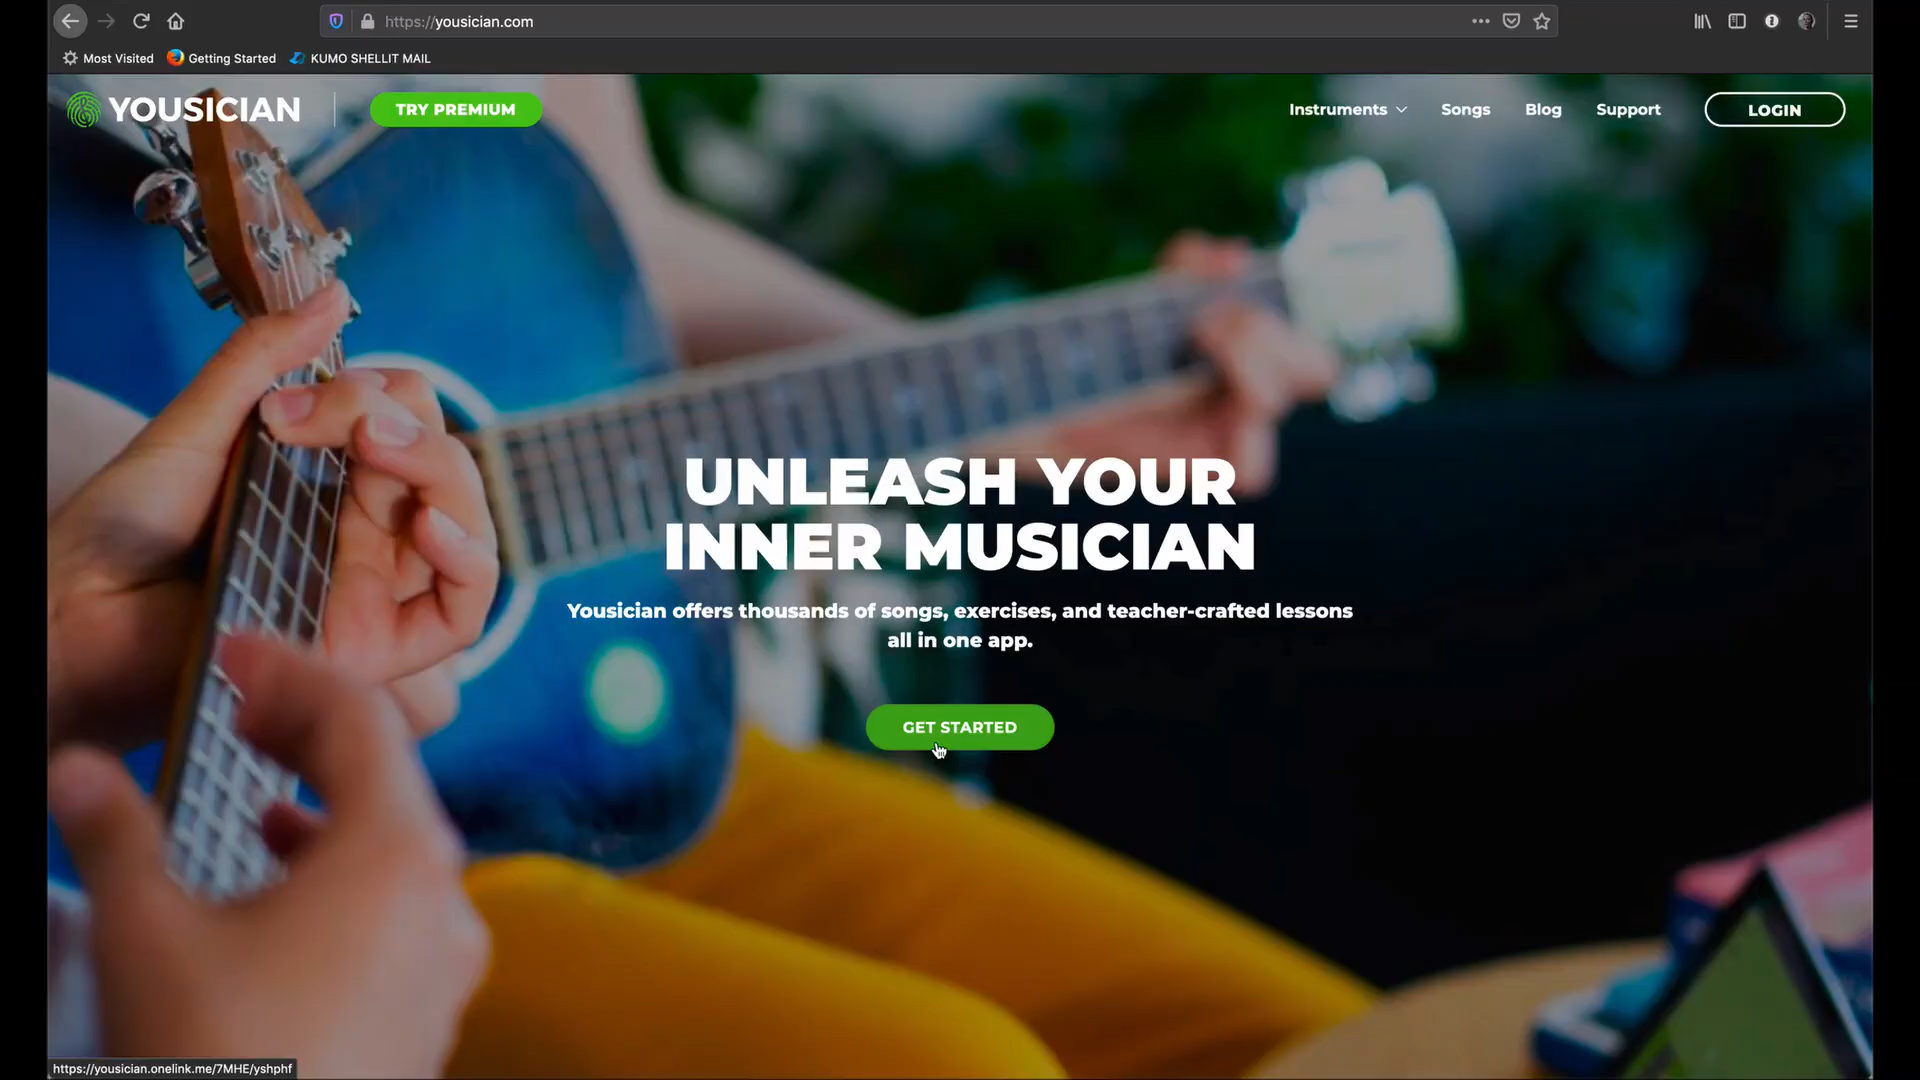 https://yousician.com
Most Visited
Getting Started
KUMO SHELLIT MAIL
YOUSICIAN
TRY PREMIUM
Instruments
Songs
Blog
Support
LOGIN
UNLEASH YOUR
INNER MUSICIAN
Yousician offers thousands of songs, exercises, and teacher-crafted lessons
all in one app.
GET STARTED
https://yousician.onelink.me/7MHE/yshphf